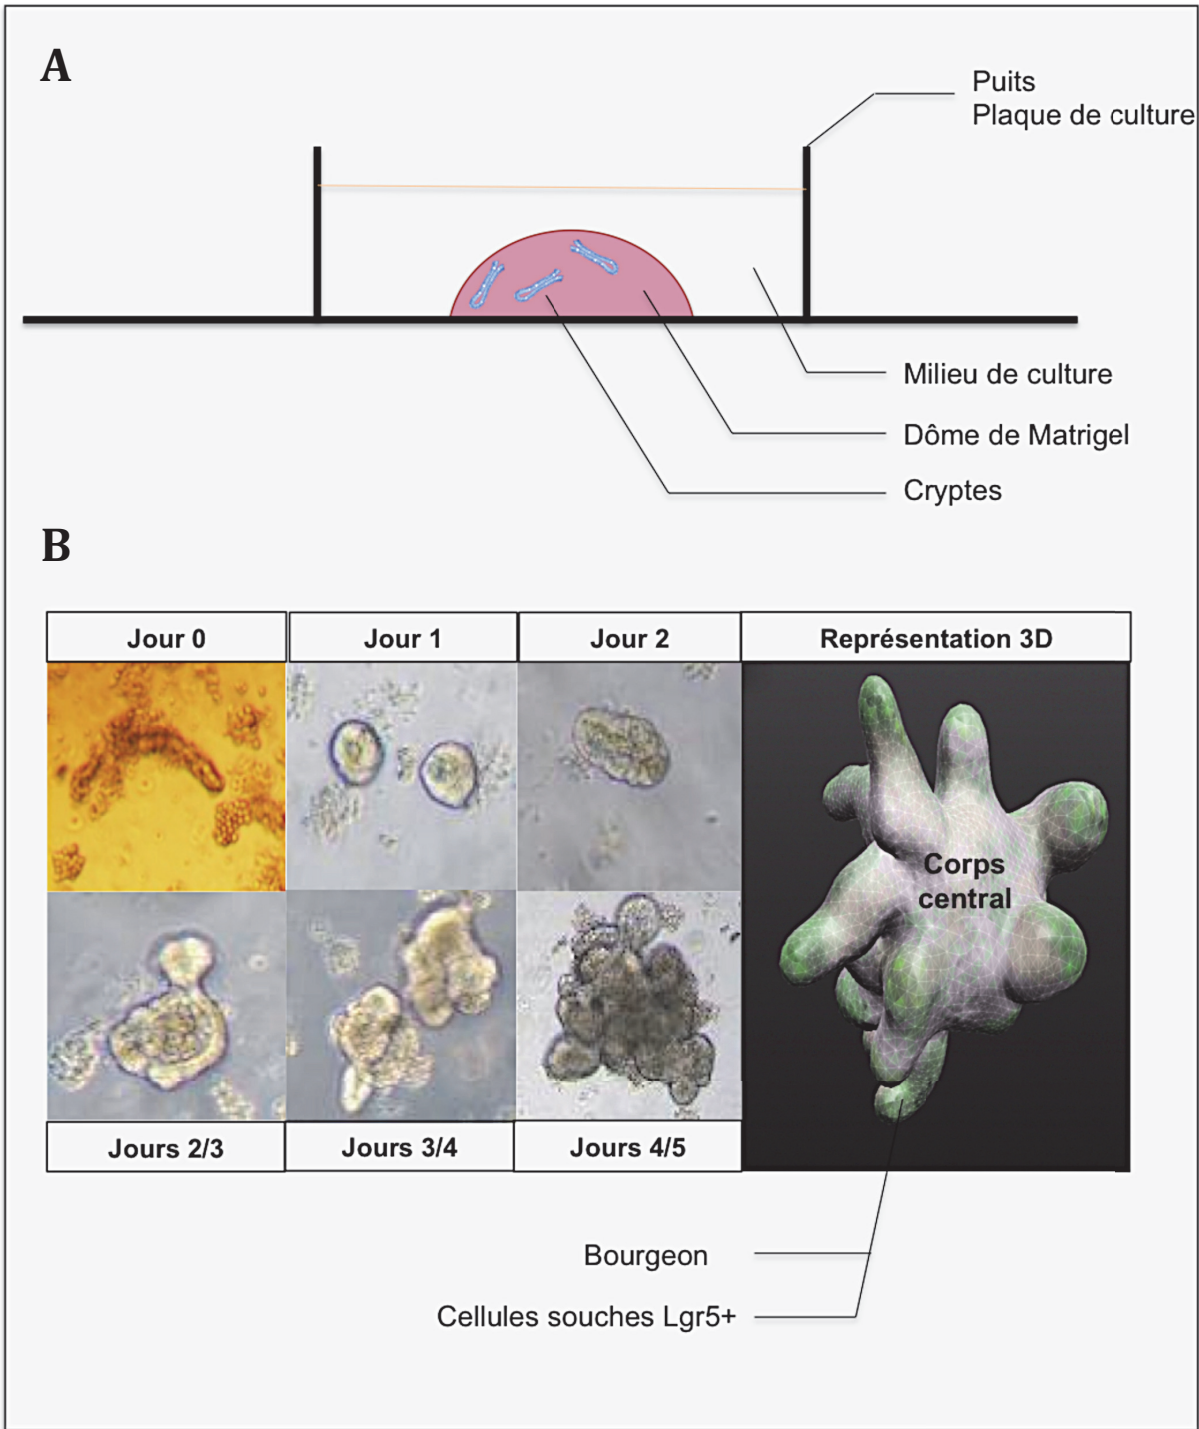 A
Puits
Plaque de culture
Milieu de culture
Dôme de Matrigel
Cryptes
B
Jour 0
Jour 1
Jour 2
Représentation 3D
Corps
central
Jours 2/3
Jours 3/4
Jours 4/5
Bourgeon
Cellules souches Lgr5+